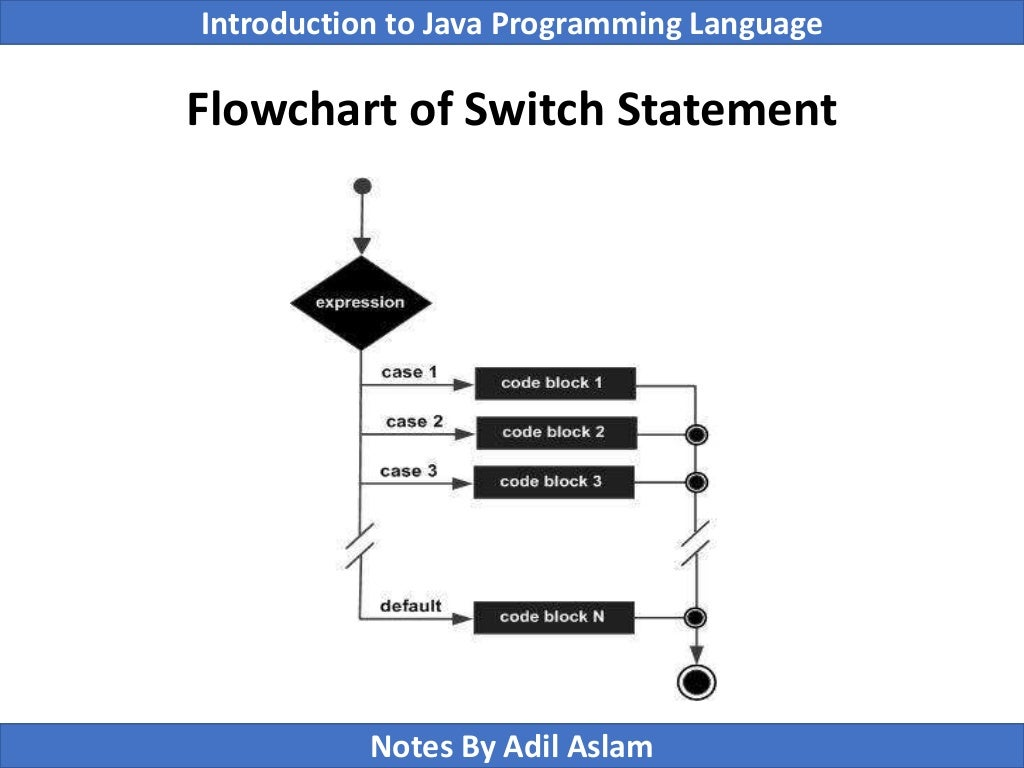 Introduction to Java Programming Language
Flowchart of Switch Statement
expression
case 1
code block 1
case 2
code block 2
case 3
code block 3
default
code block N
Notes By Adil Aslam